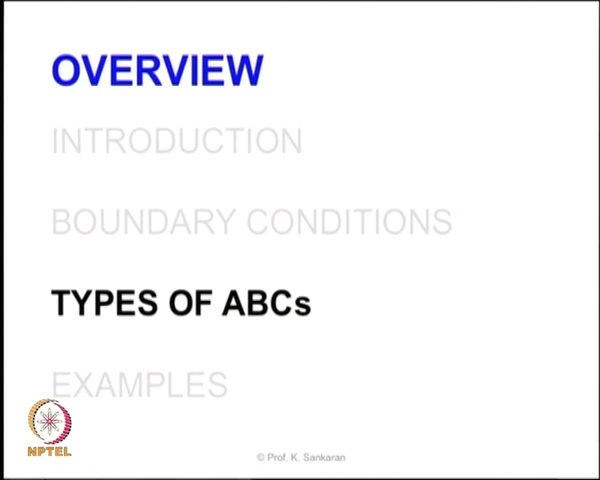 OVERVIEW
INTRODUCTION
BOUNDARY CONDITIONS
TYPES OF ABCs
EXAMPLES
NPTEL
© Prof. K. Sankaran